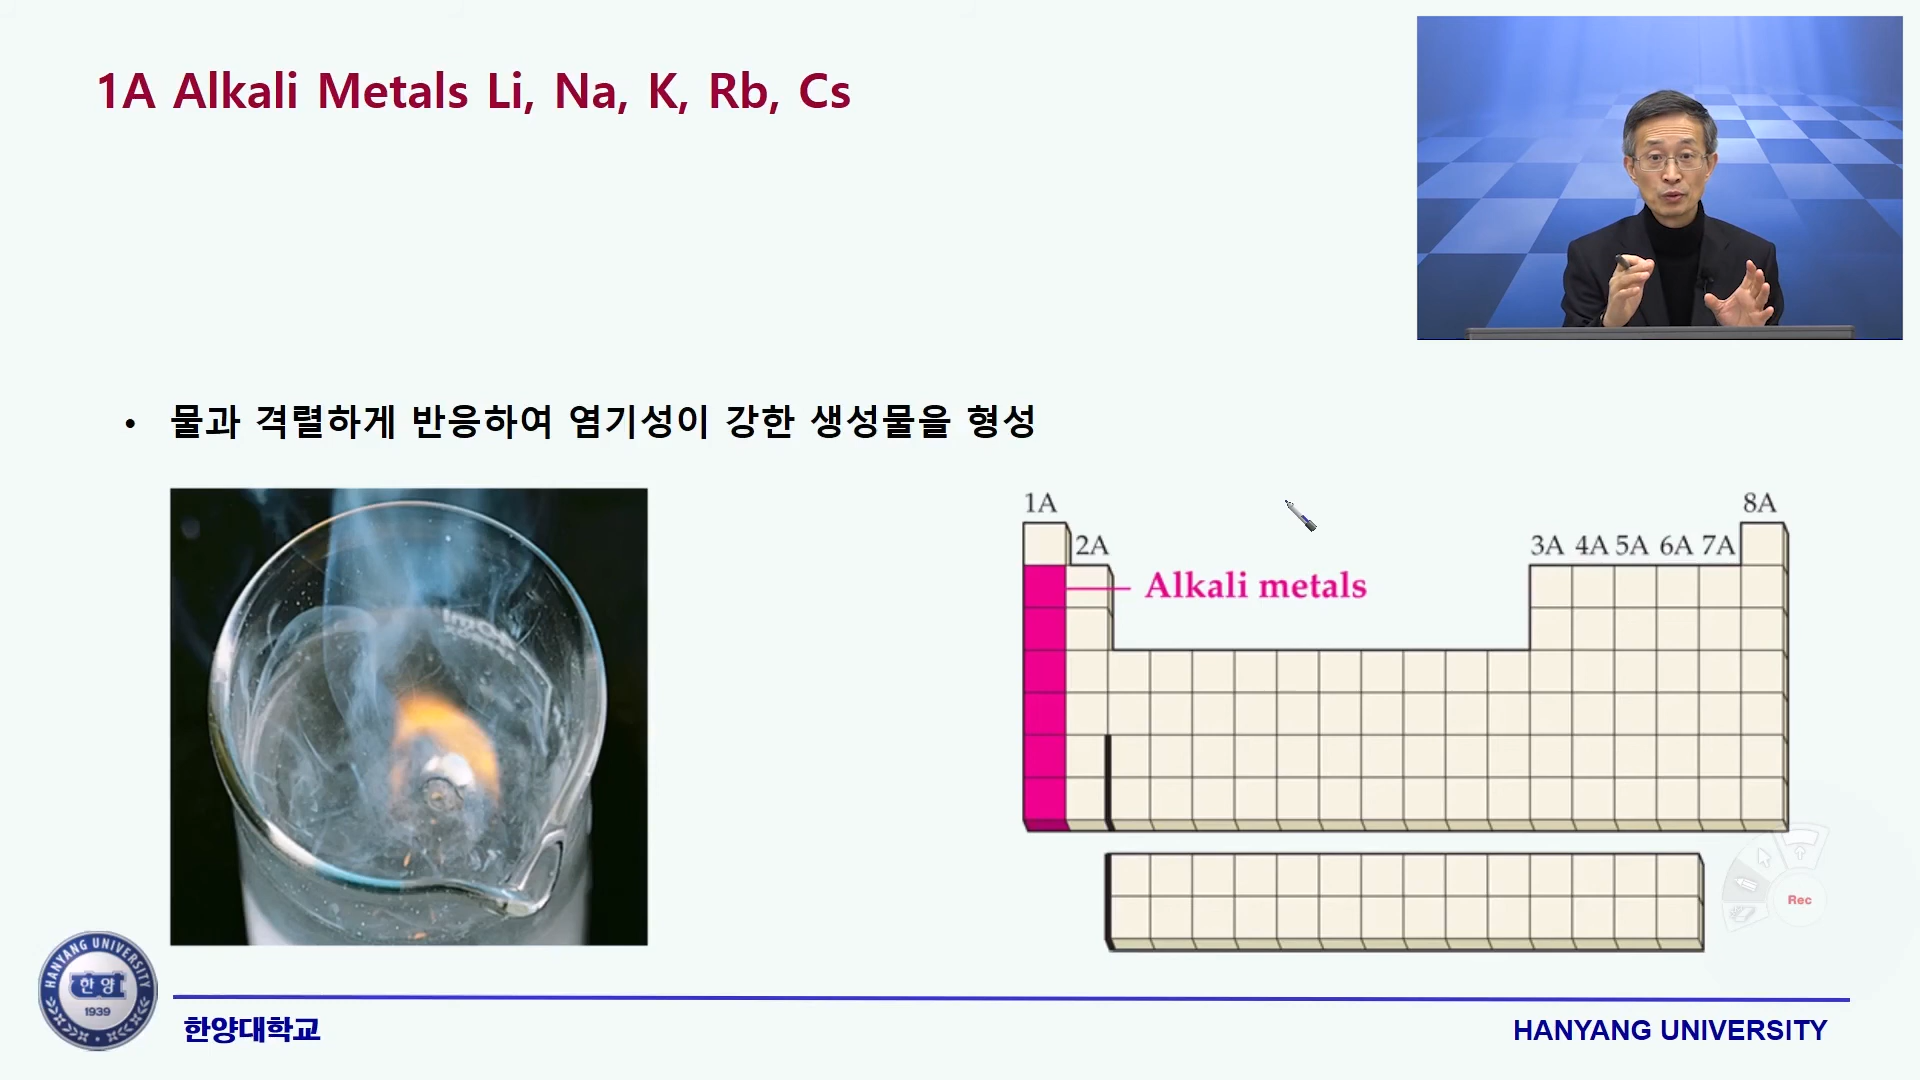 1A Alkali Metals Li, Na, K, Rb, Cs
• 물과 격렬하게 반응하여 염기성이 강한 생성물을 형성
1A
2A
3A 4A 5A 6A 7A
8A
Alkali metals
Rec
HANYANG UNIVERSITY
한양
1939
한양대학교
HANYANG UNIVERSITY